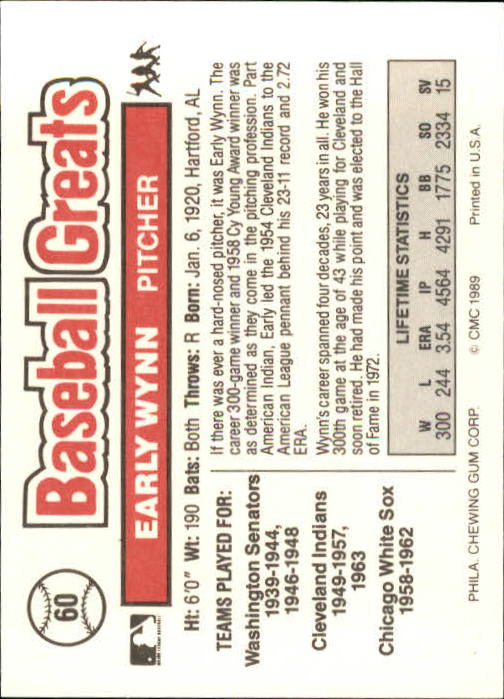 60
Baseball Greats
EARLY WYNN PITCHER
Ht: 6'0" Wt: 190 Bats: Both Throws: R Born: Jan. 6, 1920, Hartford, AL
TEAMS PLAYED FOR:
Washington Senators
1939-1944,
1946-1948
Cleveland Indians
1949-1957,
1963
Chicago White Sox
1958-1962
If there was ever a hard-nosed pitcher, it was Early Wynn. The
career 300-game winner and 1958 Cy Young Award winner was
as determined as they come in the pitching profession. Part
American Indian, Early led the 1954 Cleveland Indians to the
American League pennant behind his 23-11 record and 2.72
ERA.
Wynn's career spanned four decades, 23 years in all. He won his
300th game at the age of 43 while playing for Cleveland and
soon retired. He had made his point and was elected to the Hall
of Fame in 1972.
LIFETIME STATISTICS
W L ERA IP H BB SO SV
300 244 3.54 4564 4291 1775 2334 15
PHILA. CHEWING GUM CORP. © CMC 1989 Printed in U.S.A.